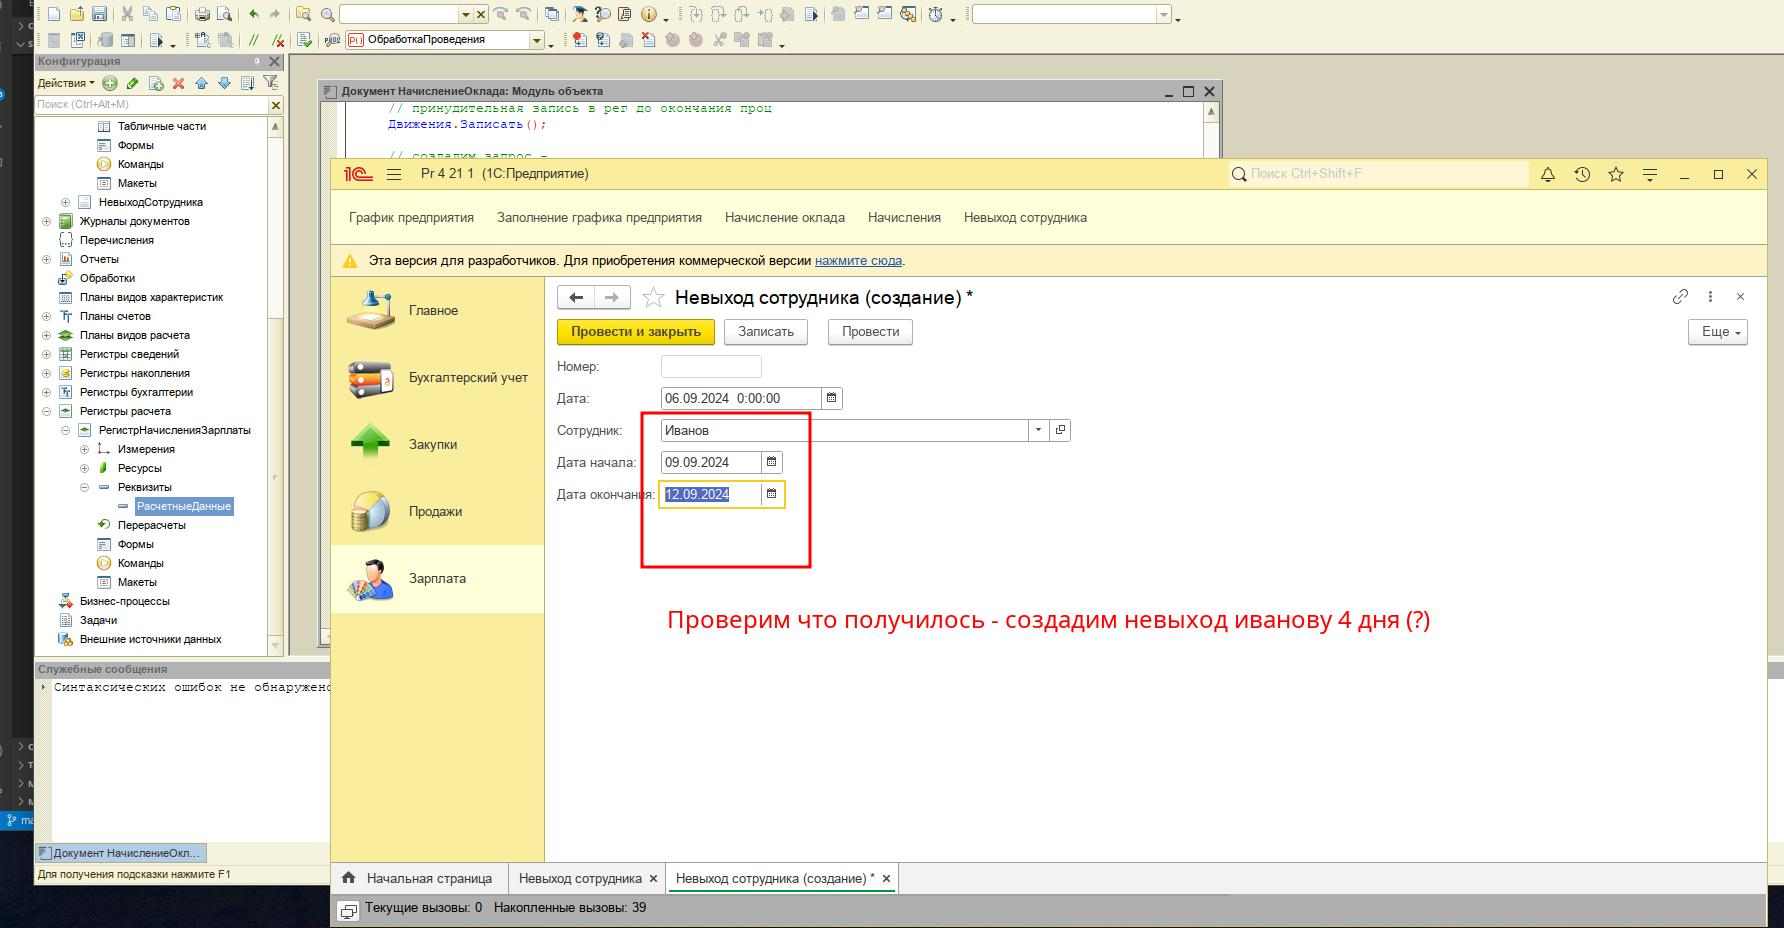 ОбработкаПроведения
Конфигурация
Действия
Поиск (Ctrl+Alt+M)
Табличные части
Формы
Команды
Макеты
НевыходСотрудника
Журналы документов
Перечисления
Отчеты
Обработки
Планы видов характеристик
Планы счетов
Планы видов расчета
Регистры сведений
Регистры накопления
Регистры бухгалтерии
Регистры расчета
РегистрНачисленияЗарплаты
Измерения
Ресурсы
Реквизиты
РасчетныеДанные
Перерасчеты
Формы
Команды
Макеты
Бизнес-процессы
Задачи
Внешние источники данных
Служебные сообщения
Синтаксических ошибок не обнаружено
Документ НачислениеОкл...
Для получения подсказки нажмите F1
Документ НачислениеОклада: Модуль объекта
// принудительная запись в рег до окончания проц
Движения.Записать();
// создадим запрос -
1С
Pr 4 21 1 (1С:Предприятие)
Поиск Ctrl+Shift+F
График предприятия Заполнение графика предприятия Начисление оклада Начисления Невыход сотрудника
Эта версия для разработчиков. Для приобретения коммерческой версии нажмите сюда.
Главное
Бухгалтерский учет
Закупки
Продажи
Зарплата
Невыход сотрудника (создание) *
Провести и закрыть Записать Провести Еще
Номер:
Дата: 06.09.2024 0:00:00
Сотрудник: Иванов
Дата начала: 09.09.2024
Дата окончания: 12.09.2024
Проверим что получилось - создадим невыход иванову 4 дня (?)
Начальная страница Невыход сотрудника Невыход сотрудника (создание) *
Текущие вызовы: 0 Накопленные вызовы: 39